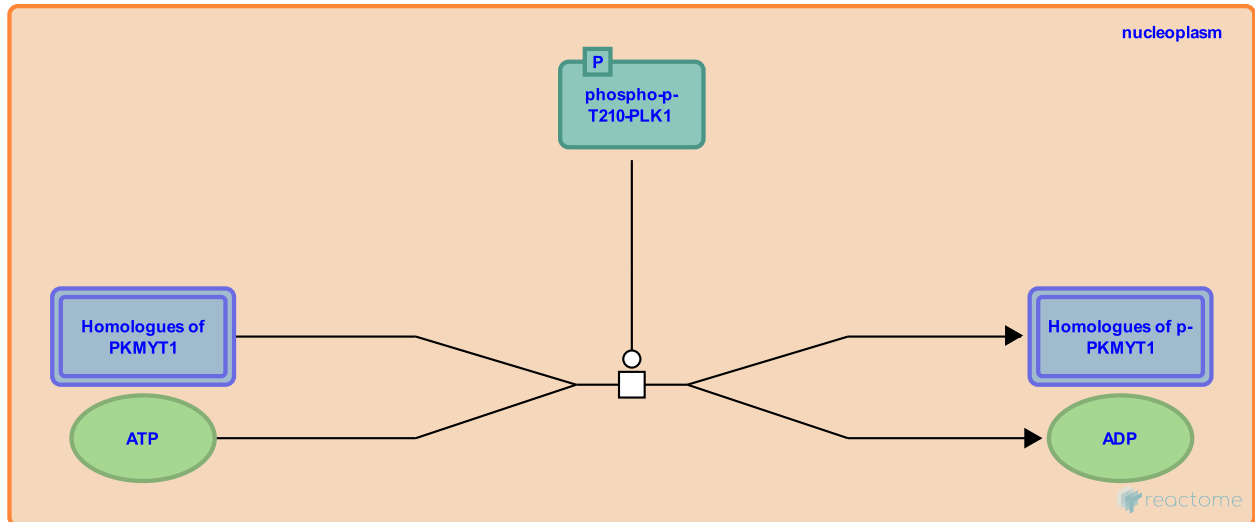 nucleoplasm
P
phospho-p-
T210-PLK1
Homologues of
PKMYT1
Homologues of p-
PKMYT1
ATP
ADP
reactome